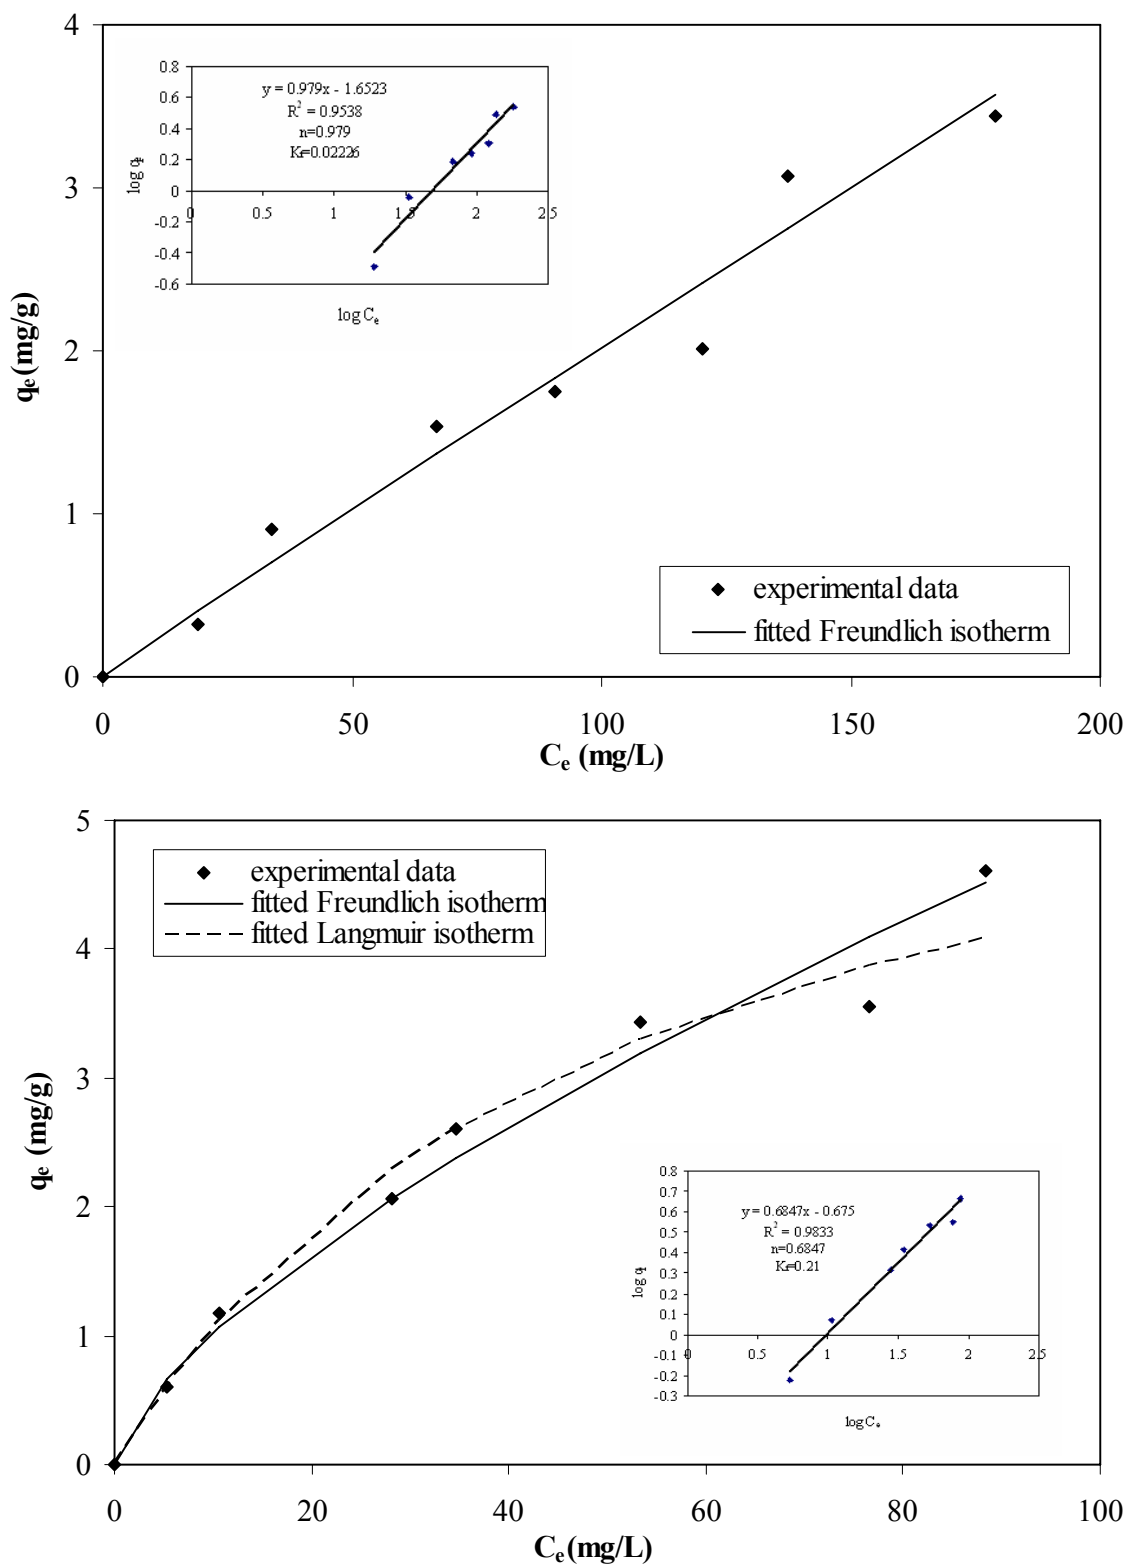 4
3
2
1
0
qe (mg/g)
0.8
0.6
0.4
0.2
0
-0.2
-0.4
-0.6
log qe
y = 0.979x - 1.6523
R2 = 0.9538
n=0.979
Kf=0.02226
0 0.5 1 1.5 2 2.5
log Ce
experimental data
fitted Freundlich isotherm
0 50 100 150 200
Ce (mg/L)
5
4
3
2
1
0
qe (mg/g)
experimental data
fitted Freundlich isotherm
fitted Langmuir isotherm
0.8
0.7
0.6
0.5
0.4
0.3
0.2
0.1
0
-0.1
-0.2
-0.3
log qe
y = 0.6847x - 0.675
R2 = 0.9833
n=0.6847
Kf=0.21
0 0.5 1 1.5 2 2.5
log Ce
0 20 40 60 80 100
Ce (mg/L)